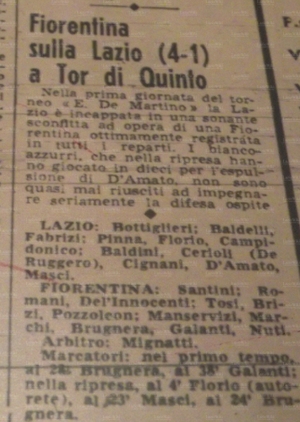 Fiorentina
sulla Lazio (4-1)
a Tor di Quinto
Nella prima giornata del tor-
neo «E. De Martino» la La-
zio è incappata in una sonante
sconfitta ad opera di una Fio-
rentina ottimamente registrata
in tutti i reparti. I bianco-
azzurri, che nella ripresa han-
no giocato in dieci per l'espul-
sione di D'Amato, non sono
quasi mai riusciti ad impegna-
re seriamente la difesa ospite
LAZIO: Bottiglieri; Baldelli,
Fabrizi; Pinna, Florio, Campi-
donico; Baldini, Cerioli (De
Ruggero), Cignani, D'Amato,
Masci.
FIORENTINA: Santini; Ro-
mani, Del'Innocenti; Tosi, Bri-
zi, Pozzolcon; Manservizi, Mar-
chi, Brugnera, Galanti, Nuti.
Arbitro: Mignatti.
Marcatori: nel primo tempo,
al 24' Brugnera, al 38' Galanti;
nella ripresa, al 4' Florio (auto-
rete), al 23' Masci, al 24' Bru-
gnera.